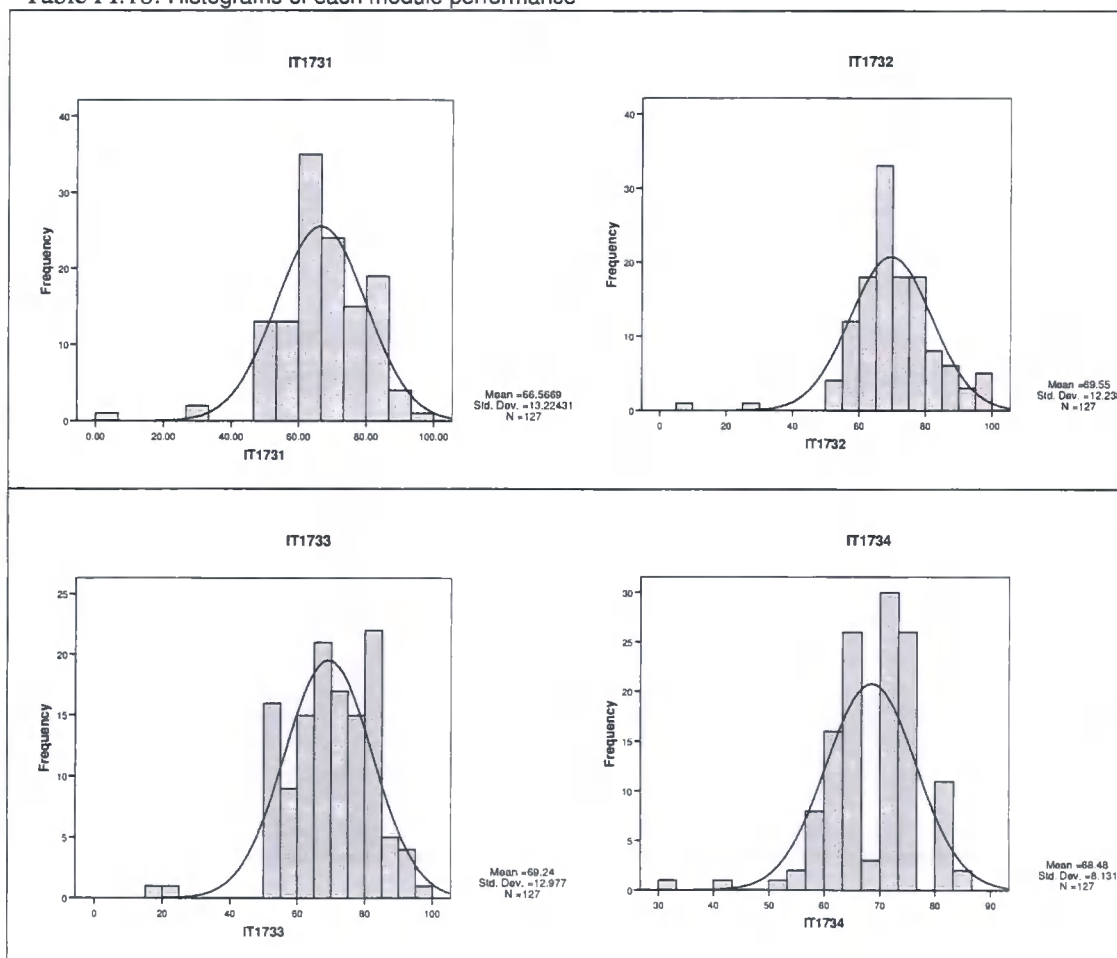 Histograms of each module performance
IT1731
40
30
20
10
0
Frequency
0.00 20.00 40.00 60.00 80.00 100.00
IT1731
Mean =66.5669
Std. Dev. =13.22431
N =127
IT1732
40
30
20
10
0
Frequency
0 20 40 60 80 100
IT1732
Mean =69.55
Std. Dev. =12.238
N =127
IT1733
25
20
15
10
5
0
Frequency
0 20 40 60 80 100
IT1733
Mean =69.24
Std. Dev. =12.977
N =127
IT1734
30
25
20
15
10
5
0
Frequency
30 40 50 60 70 80 90
IT1734
Mean =68.48
Std. Dev. =8.131
N =127